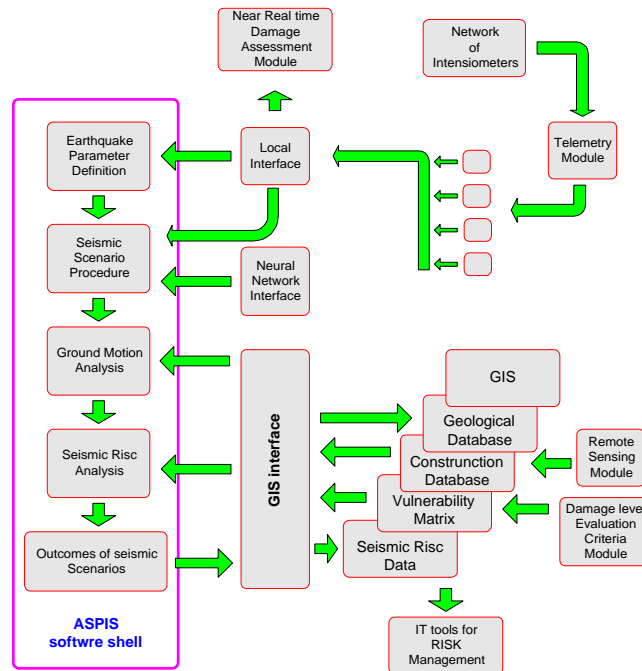 Near Real time
Damage
Assessment
Module
Network
of
Intensiometers
Earthquake
Parameter
Definition
Local
Interface
Telemetry
Module
Seismic
Scenario
Procedure
Neural
Network
Interface
Ground Motion
Analysis
GIS interface
GIS
Geological
Database
Seismic Risc
Analysis
Construnction
Database
Remote
Sensing
Module
Vulnerability
Matrix
Damage level
Evaluation
Criteria
Module
Outcomes of seismic
Scenarios
Seismic Risc
Data
ASPIS
softwre shell
IT tools for
RISK
Management